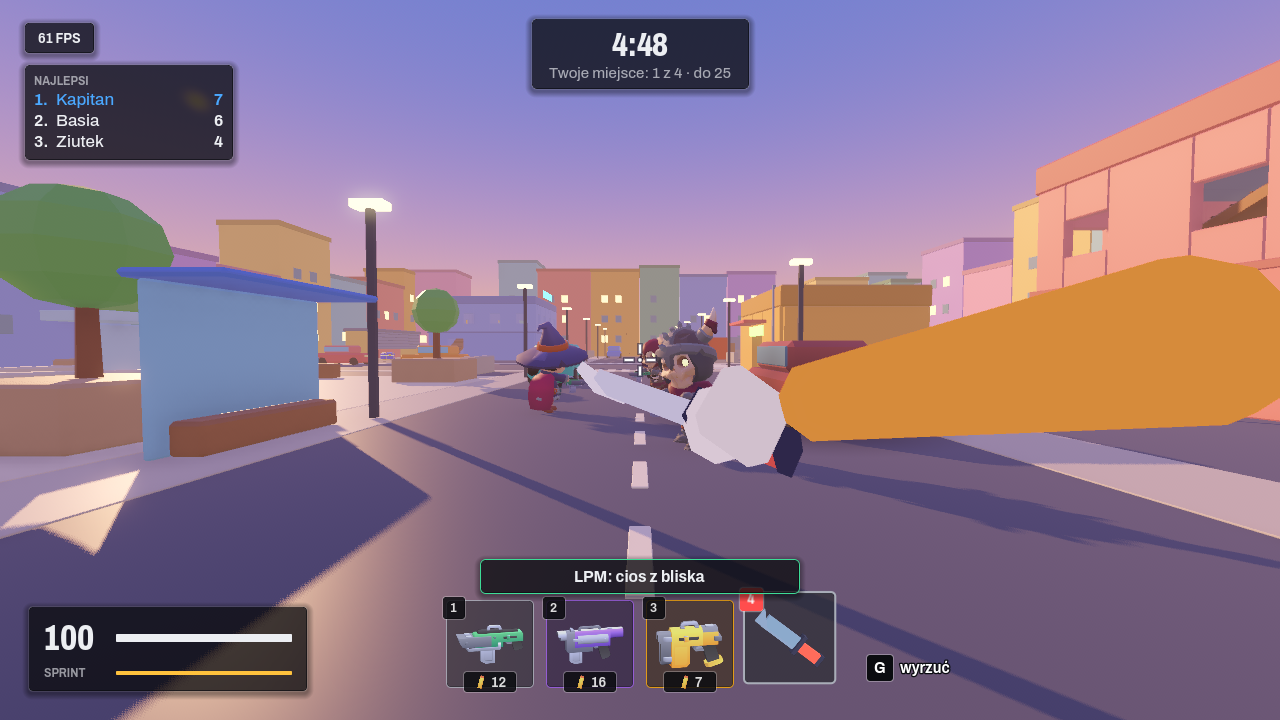 61 FPS
4:48
Twoje miejsce: 1 z 4 · do 25
NAJLEPSI
1. Kapitan 7
2. Basia 6
3. Ziutek 4
LPM: cios z bliska
1 2 3 4
12 16 7
G wyrzuć
100
SPRINT